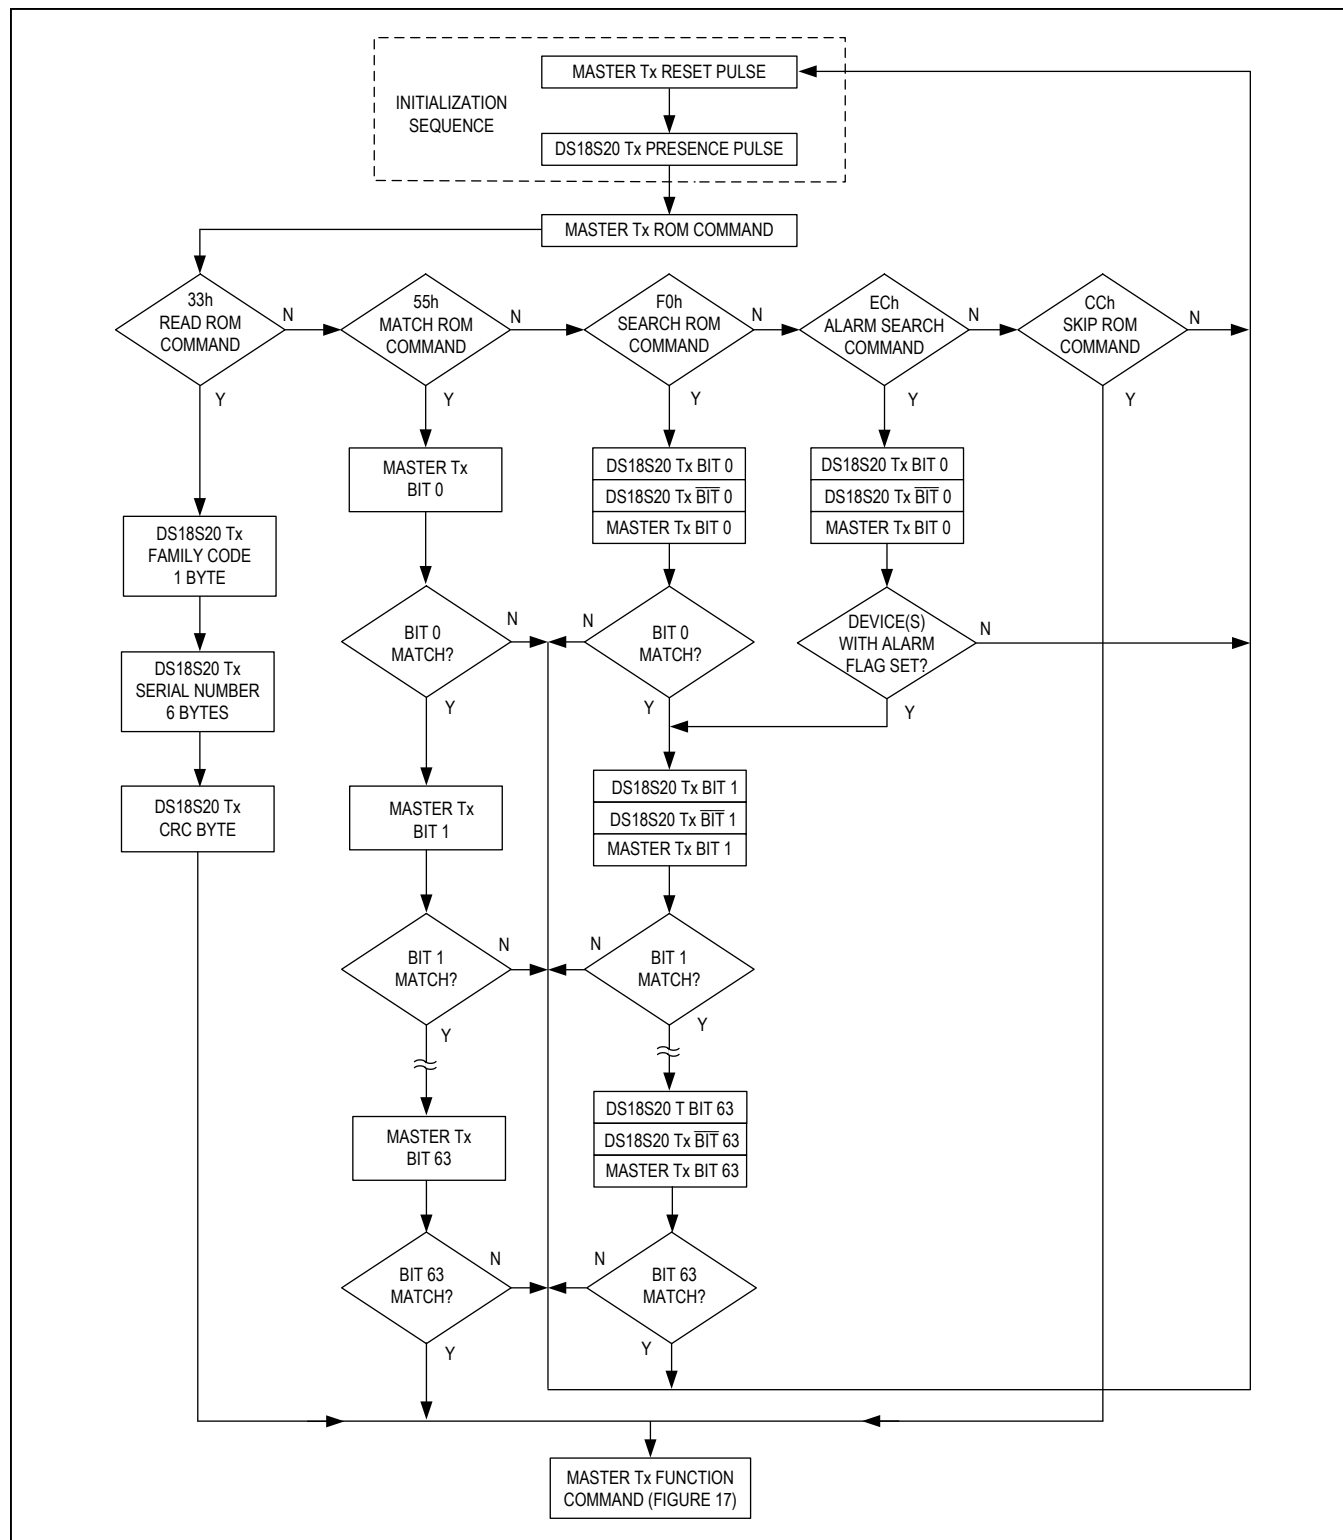 MASTER Tx RESET PULSE
INITIALIZATION
SEQUENCE
DS18S20 Tx PRESENCE PULSE
MASTER Tx ROM COMMAND
33h
READ ROM
COMMAND
N
Y
55h
MATCH ROM
COMMAND
N
Y
F0h
SEARCH ROM
COMMAND
N
Y
ECh
ALARM SEARCH
COMMAND
N
Y
CCh
SKIP ROM
COMMAND
N
Y
DS18S20 Tx
FAMILY CODE
1 BYTE
DS18S20 Tx
SERIAL NUMBER
6 BYTES
DS18S20 Tx
CRC BYTE
MASTER Tx
BIT 0
BIT 0
MATCH?
N
Y
MASTER Tx
BIT 1
BIT 1
MATCH?
N
Y
MASTER Tx
BIT 63
BIT 63
MATCH?
N
Y
DS18S20 Tx BIT 0
DS18S20 Tx B̅I̅T̅ 0
MASTER Tx BIT 0
BIT 0
MATCH?
N
Y
DS18S20 Tx BIT 1
DS18S20 Tx B̅I̅T̅ 1
MASTER Tx BIT 1
BIT 1
MATCH?
N
Y
DS18S20 T BIT 63
DS18S20 Tx B̅I̅T̅ 63
MASTER Tx BIT 63
BIT 63
MATCH?
N
Y
DS18S20 Tx BIT 0
DS18S20 Tx B̅I̅T̅ 0
MASTER Tx BIT 0
DEVICE(S)
WITH ALARM
FLAG SET?
N
Y
MASTER Tx FUNCTION
COMMAND (FIGURE 17)